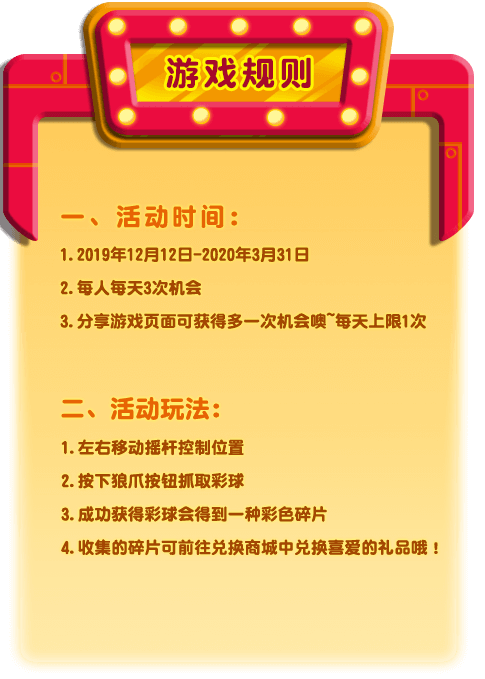 游戏规则
一、活动时间：
1.2019年12月12日-2020年3月31日
2.每人每天3次机会
3.分享游戏页面可获得多一次机会噢~每天上限1次
二、活动玩法：
1.左右移动摇杆控制位置
2.按下狼爪按钮抓取彩球
3.成功获得彩球会得到一种彩色碎片
4.收集的碎片可前往兑换商城中兑换喜爱的礼品哦！